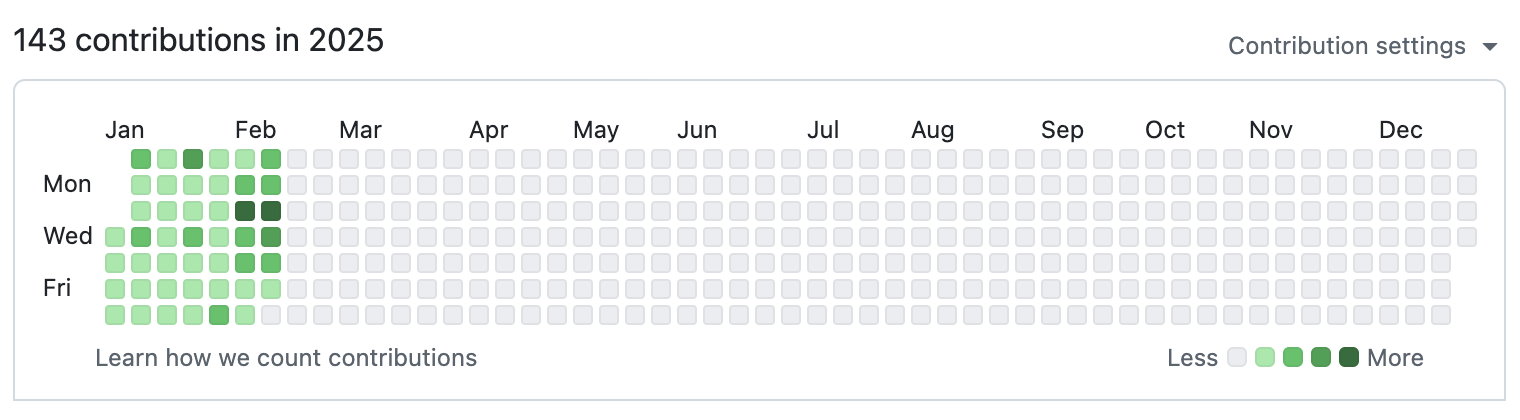 143 contributions in 2025
Contribution settings
Jan Feb Mar Apr May Jun Jul Aug Sep Oct Nov Dec
Mon
Wed
Fri
Learn how we count contributions
Less More